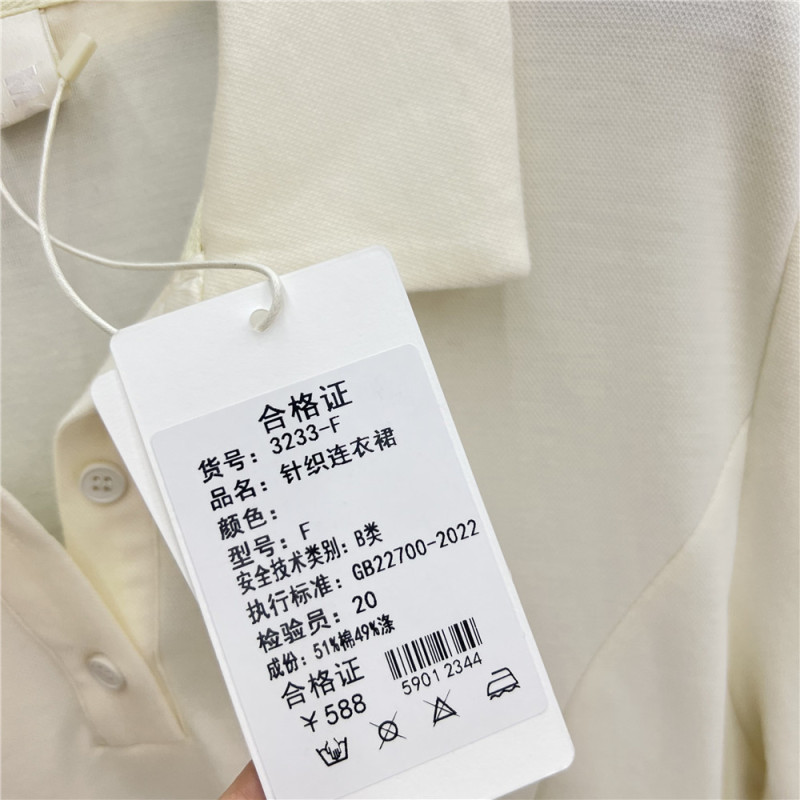 合格证
货号：3233-F
品名：针织连衣裙
颜色：
型号：F
安全技术类别：B类
执行标准：GB22700-2022
检验员：20
成份：51%棉49%涤
合格证
￥588
5901 2344
M